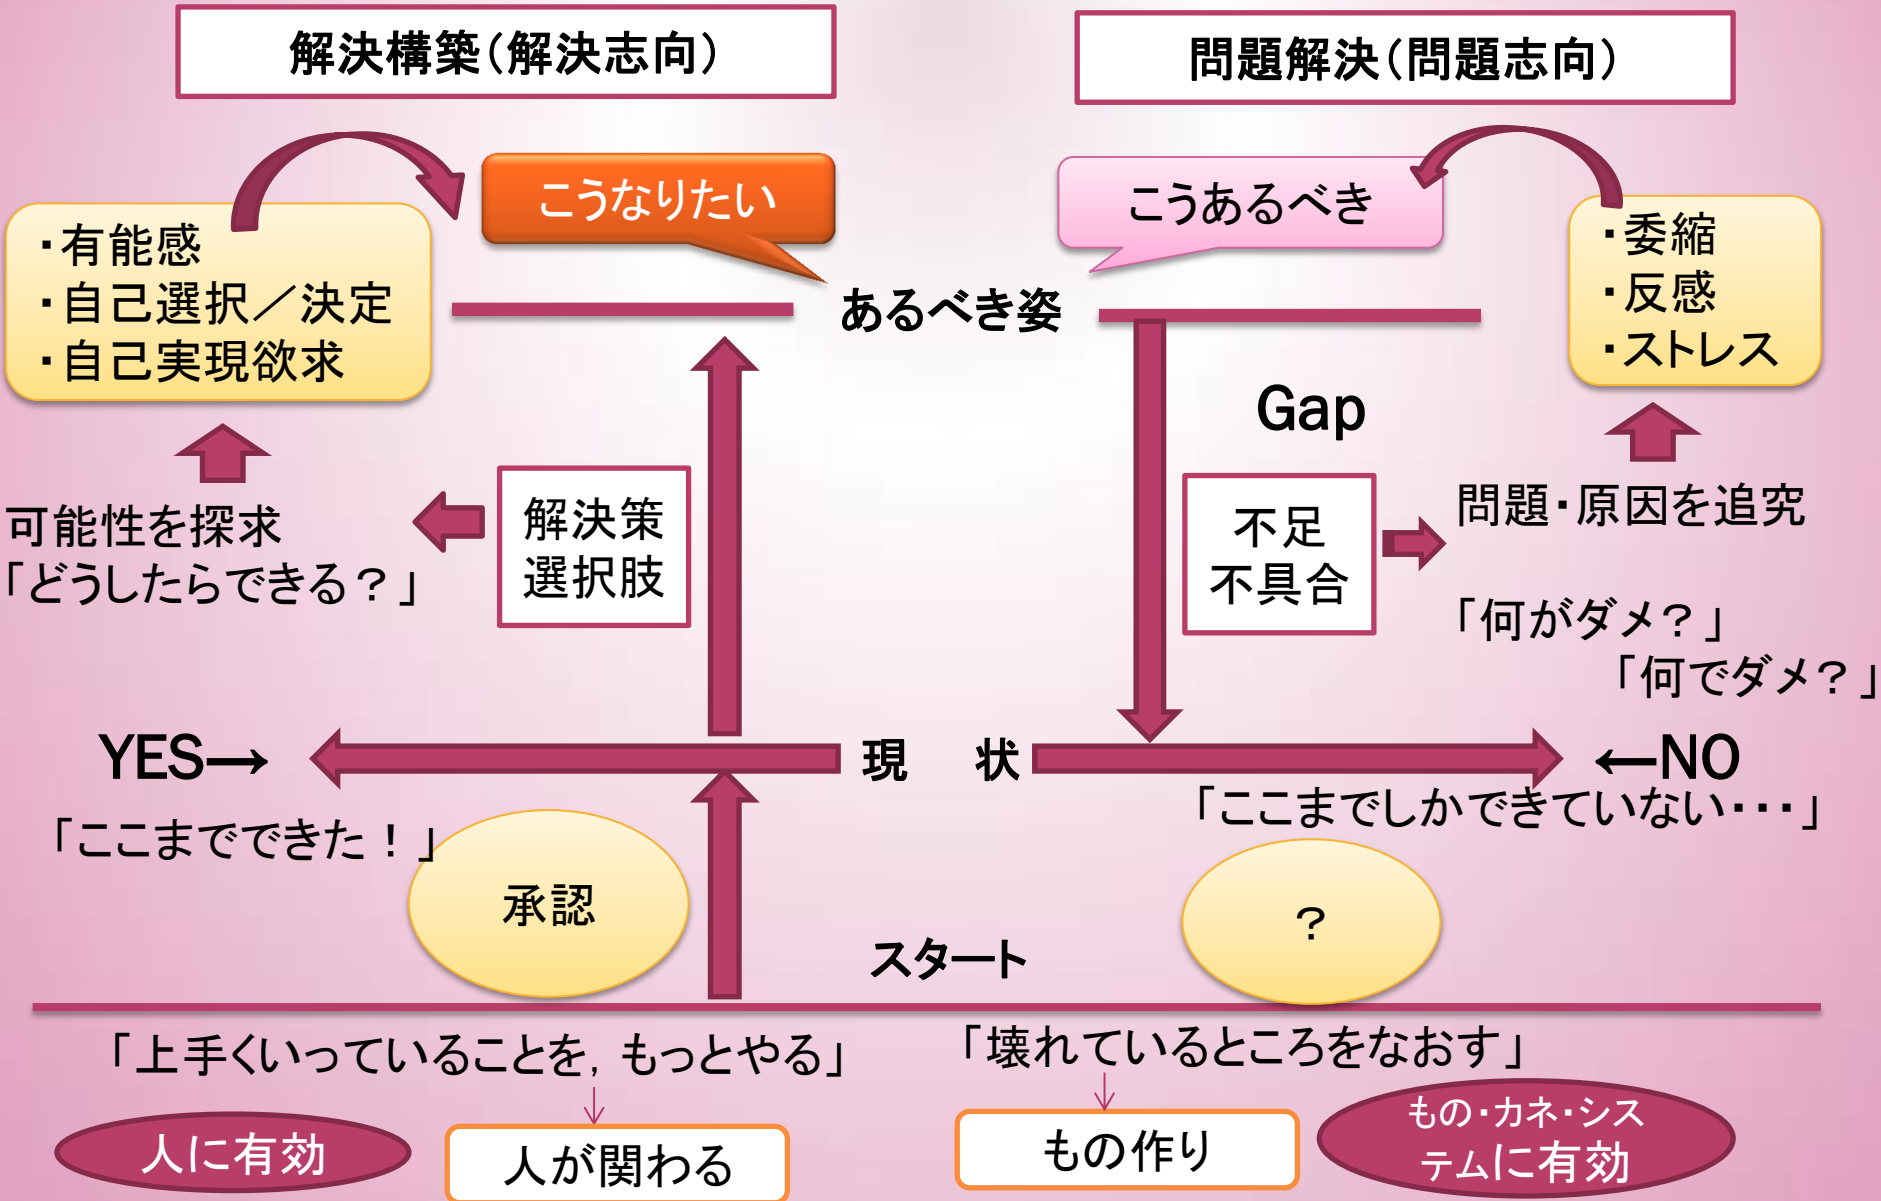 解決構築(解決志向)
問題解決(問題志向)
こうなりたい
こうあるべき
・有能感
・自己選択／決定
・自己実現欲求
・委縮
・反感
・ストレス
あるべき姿
Gap
可能性を探求
「どうしたらできる？」
解決策
選択肢
不足
不具合
問題・原因を追究
「何がダメ？」
「何でダメ？」
YES→
現　状
←NO
「ここまでできた！」
「ここまでしかできていない・・・」
承認
？
スタート
「上手くいっていることを，もっとやる」
「壊れているところをなおす」
人に有効
人が関わる
もの作り
もの・カネ・シス
テムに有効